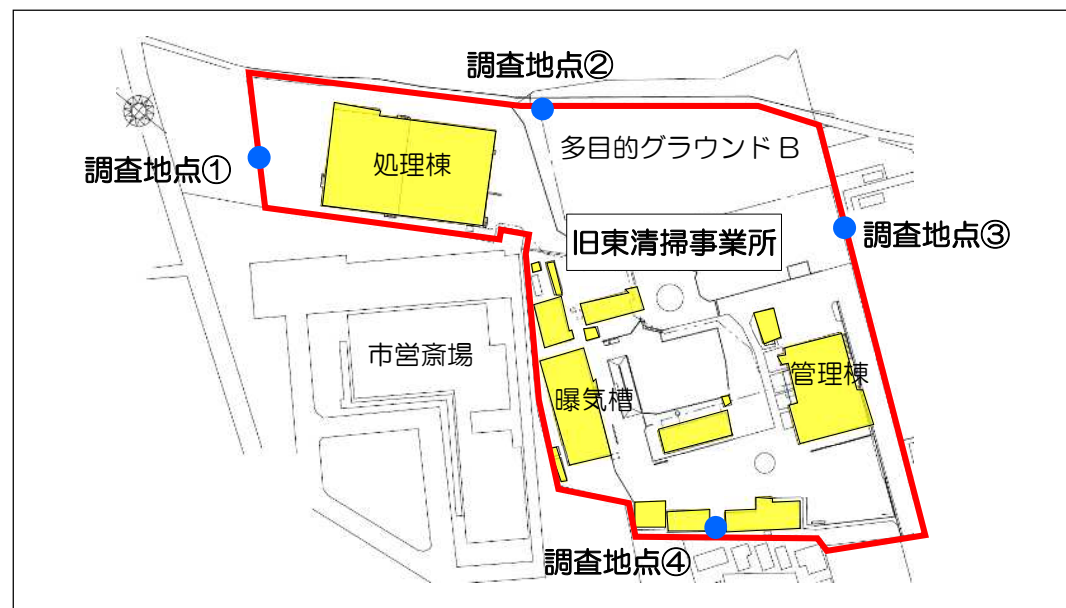 調査地点②
多目的グラウンドB
処理棟
調査地点①
旧東清掃事業所
調査地点③
市営斎場
管理棟
曝気槽
調査地点④